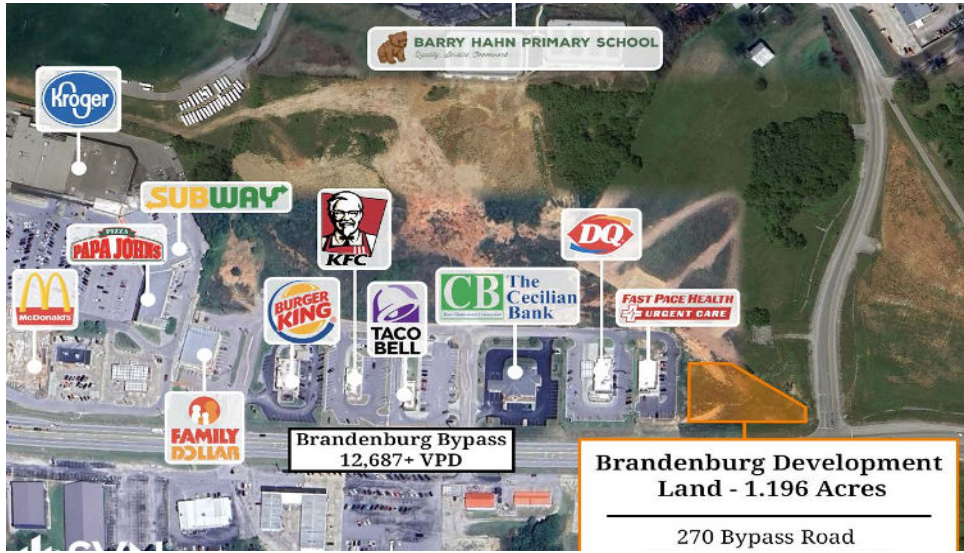 BARRY HAHN PRIMARY SCHOOL
Kroger
SUBWAY
PIZZA
PAPA JOHNS
KFC
DQ
McDonald's
BURGER
KING
TACO
BELL
CB
The
Cecilian
Bank
FAST PACE HEALTH
URGENT CARE
FAMILY
DOLLAR
Brandenburg Bypass
12,687+ VPD
Brandenburg Development
Land - 1.196 Acres
270 Bypass Road
SVN